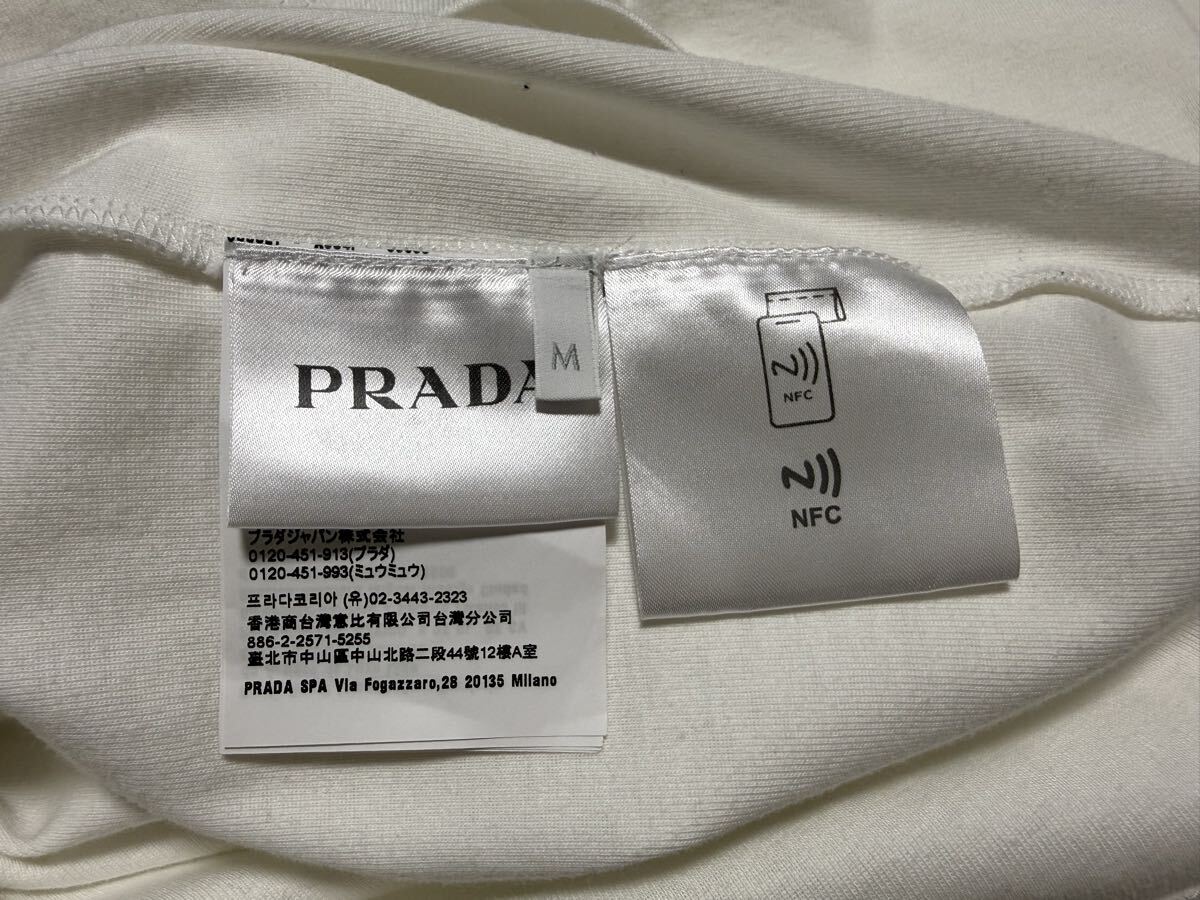 PRADA
M
NFC
NFC
プラダジャパン株式会社
0120-451-913(プラダ)
0120-451-993(ミュウミュウ)
프라다코리아 (유)02-3443-2323
香港商台灣意比有限公司台灣分公司
886-2-2571-5255
臺北市中山區中山北路二段44號12樓A室
PRADA SPA Via Fogazzaro,28 20135 Milano